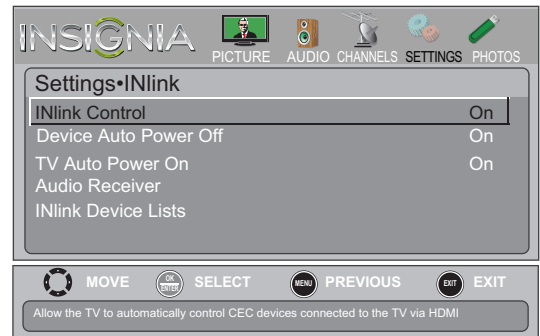 INSIGNIA
PICTURE AUDIO CHANNELS SETTINGS PHOTOS
Settings•INlink
INlink Control On
Device Auto Power Off On
TV Auto Power On On
Audio Receiver
INlink Device Lists
MOVE OK ENTER SELECT MENU PREVIOUS EXIT EXIT
Allow the TV to automatically control CEC devices connected to the TV via HDMI